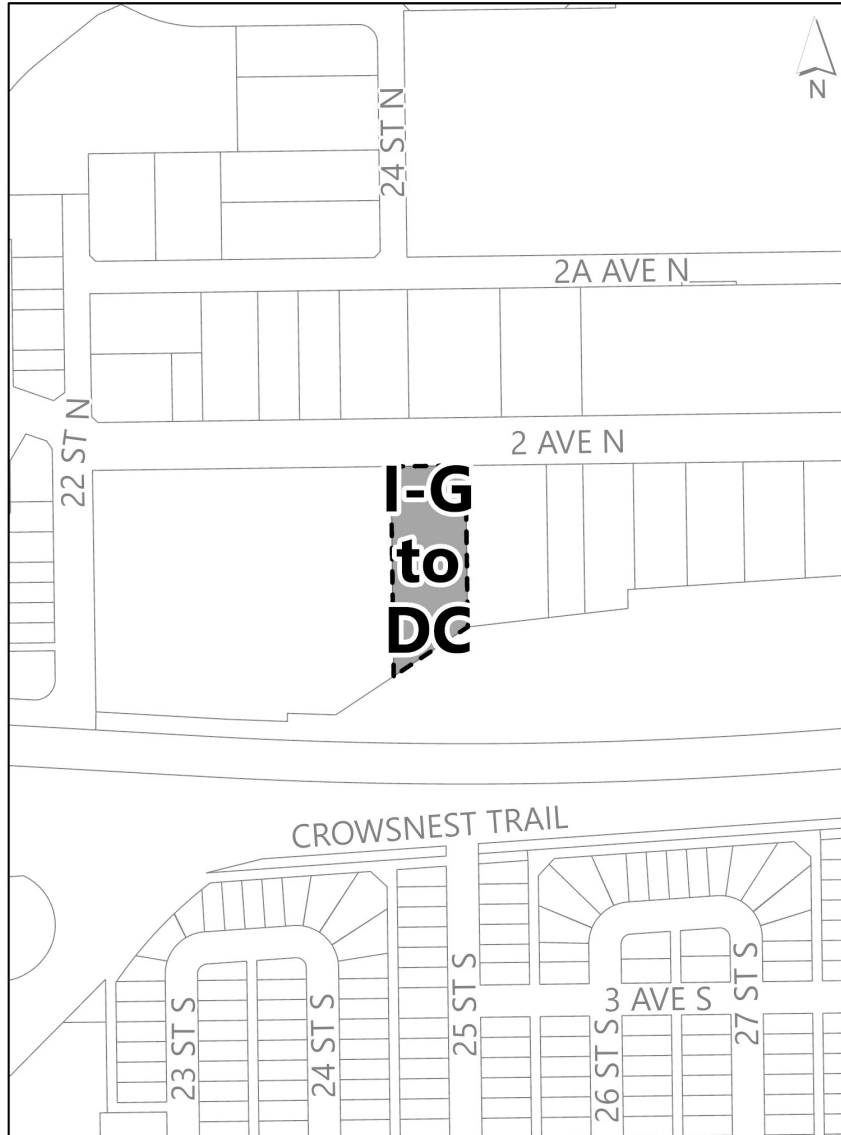 N
24 ST N
2A AVE N
22 ST N
2 AVE N
I-G
to
DC
CROWSNEST TRAIL
23 ST S
24 ST S
25 ST S
3 AVE S
26 ST S
27 ST S